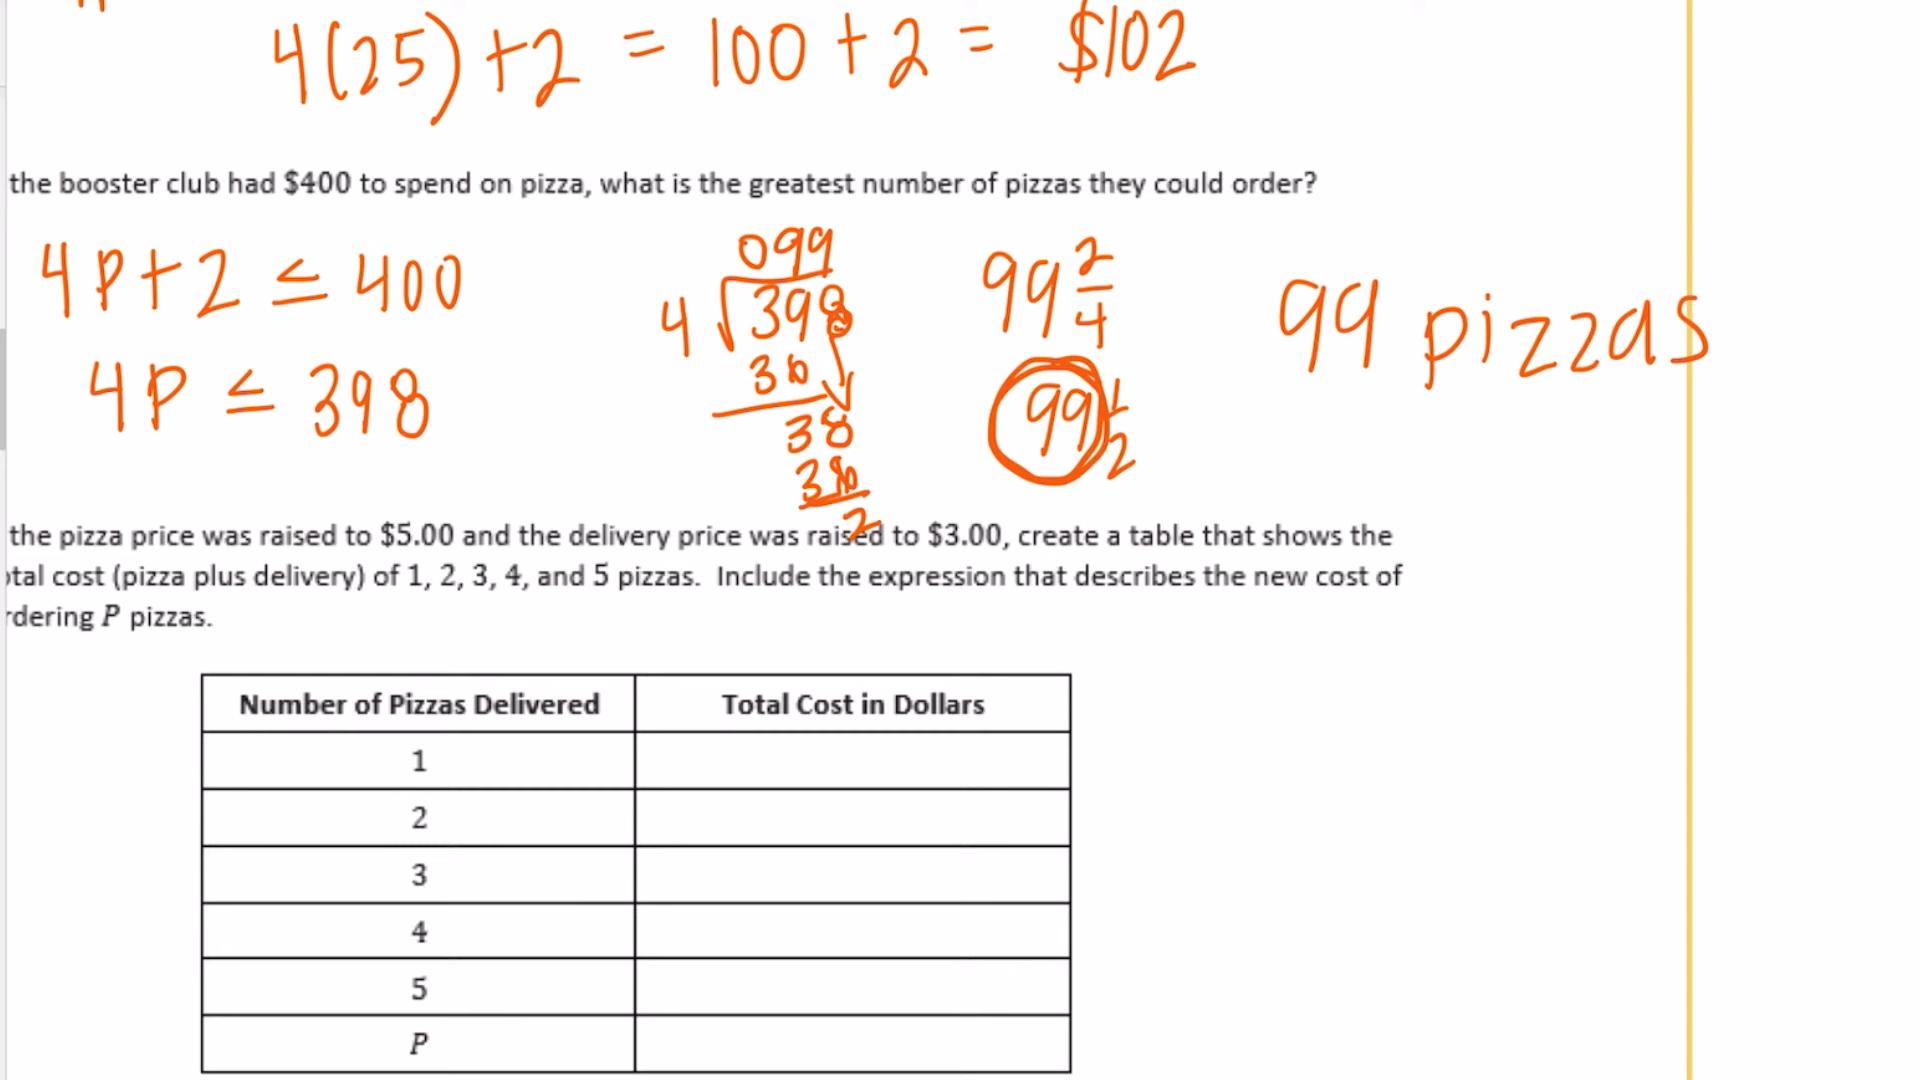 4(25) + 2 = 100 + 2 = $102
the booster club had $400 to spend on pizza, what is the greatest number of pizzas they could order?
4P + 2 ≤ 400
4P ≤ 398
099
4 √398
36
38
36
2
99 2/4
99 1/2
99 pizzas
the pizza price was raised to $5.00 and the delivery price was raised to $3.00, create a table that shows the
tal cost (pizza plus delivery) of 1, 2, 3, 4, and 5 pizzas. Include the expression that describes the new cost of
rdering P pizzas.
Number of Pizzas Delivered Total Cost in Dollars
1
2
3
4
5
P